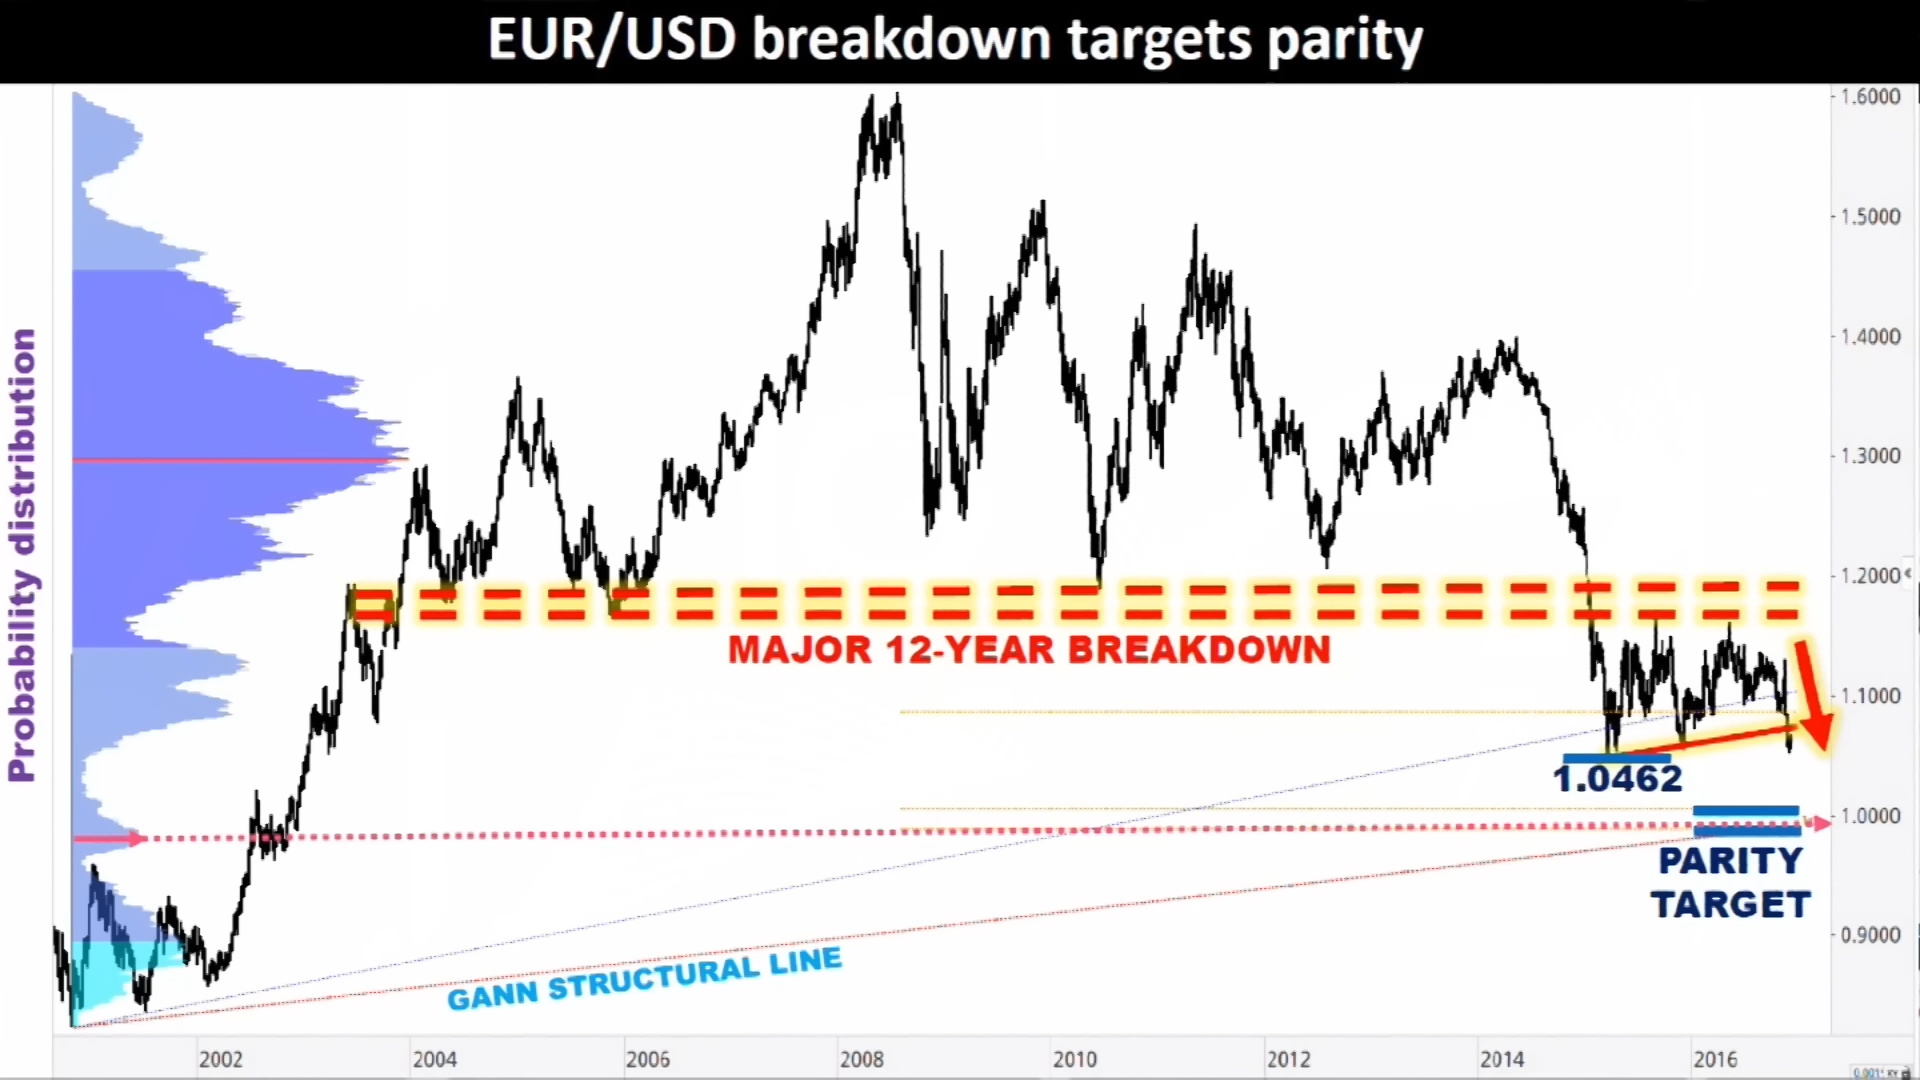 EUR/USD breakdown targets parity
Probability distribution
1.6000
1.5000
1.4000
1.3000
1.2000
1.1000
1.0000
0.9000
MAJOR 12-YEAR BREAKDOWN
1.0462
PARITY
TARGET
GANN STRUCTURAL LINE
2002
2004
2006
2008
2010
2012
2014
2016